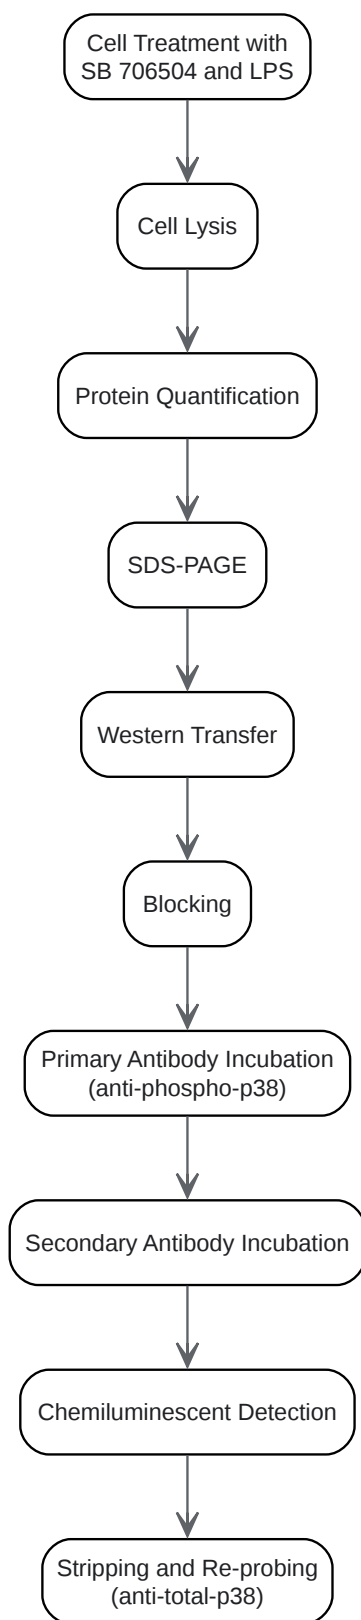 Cell Treatment with
SB 706504 and LPS
Cell Lysis
Protein Quantification
SDS-PAGE
Western Transfer
Blocking
Primary Antibody Incubation
(anti-phospho-p38)
Secondary Antibody Incubation
Chemiluminescent Detection
Stripping and Re-probing
(anti-total-p38)